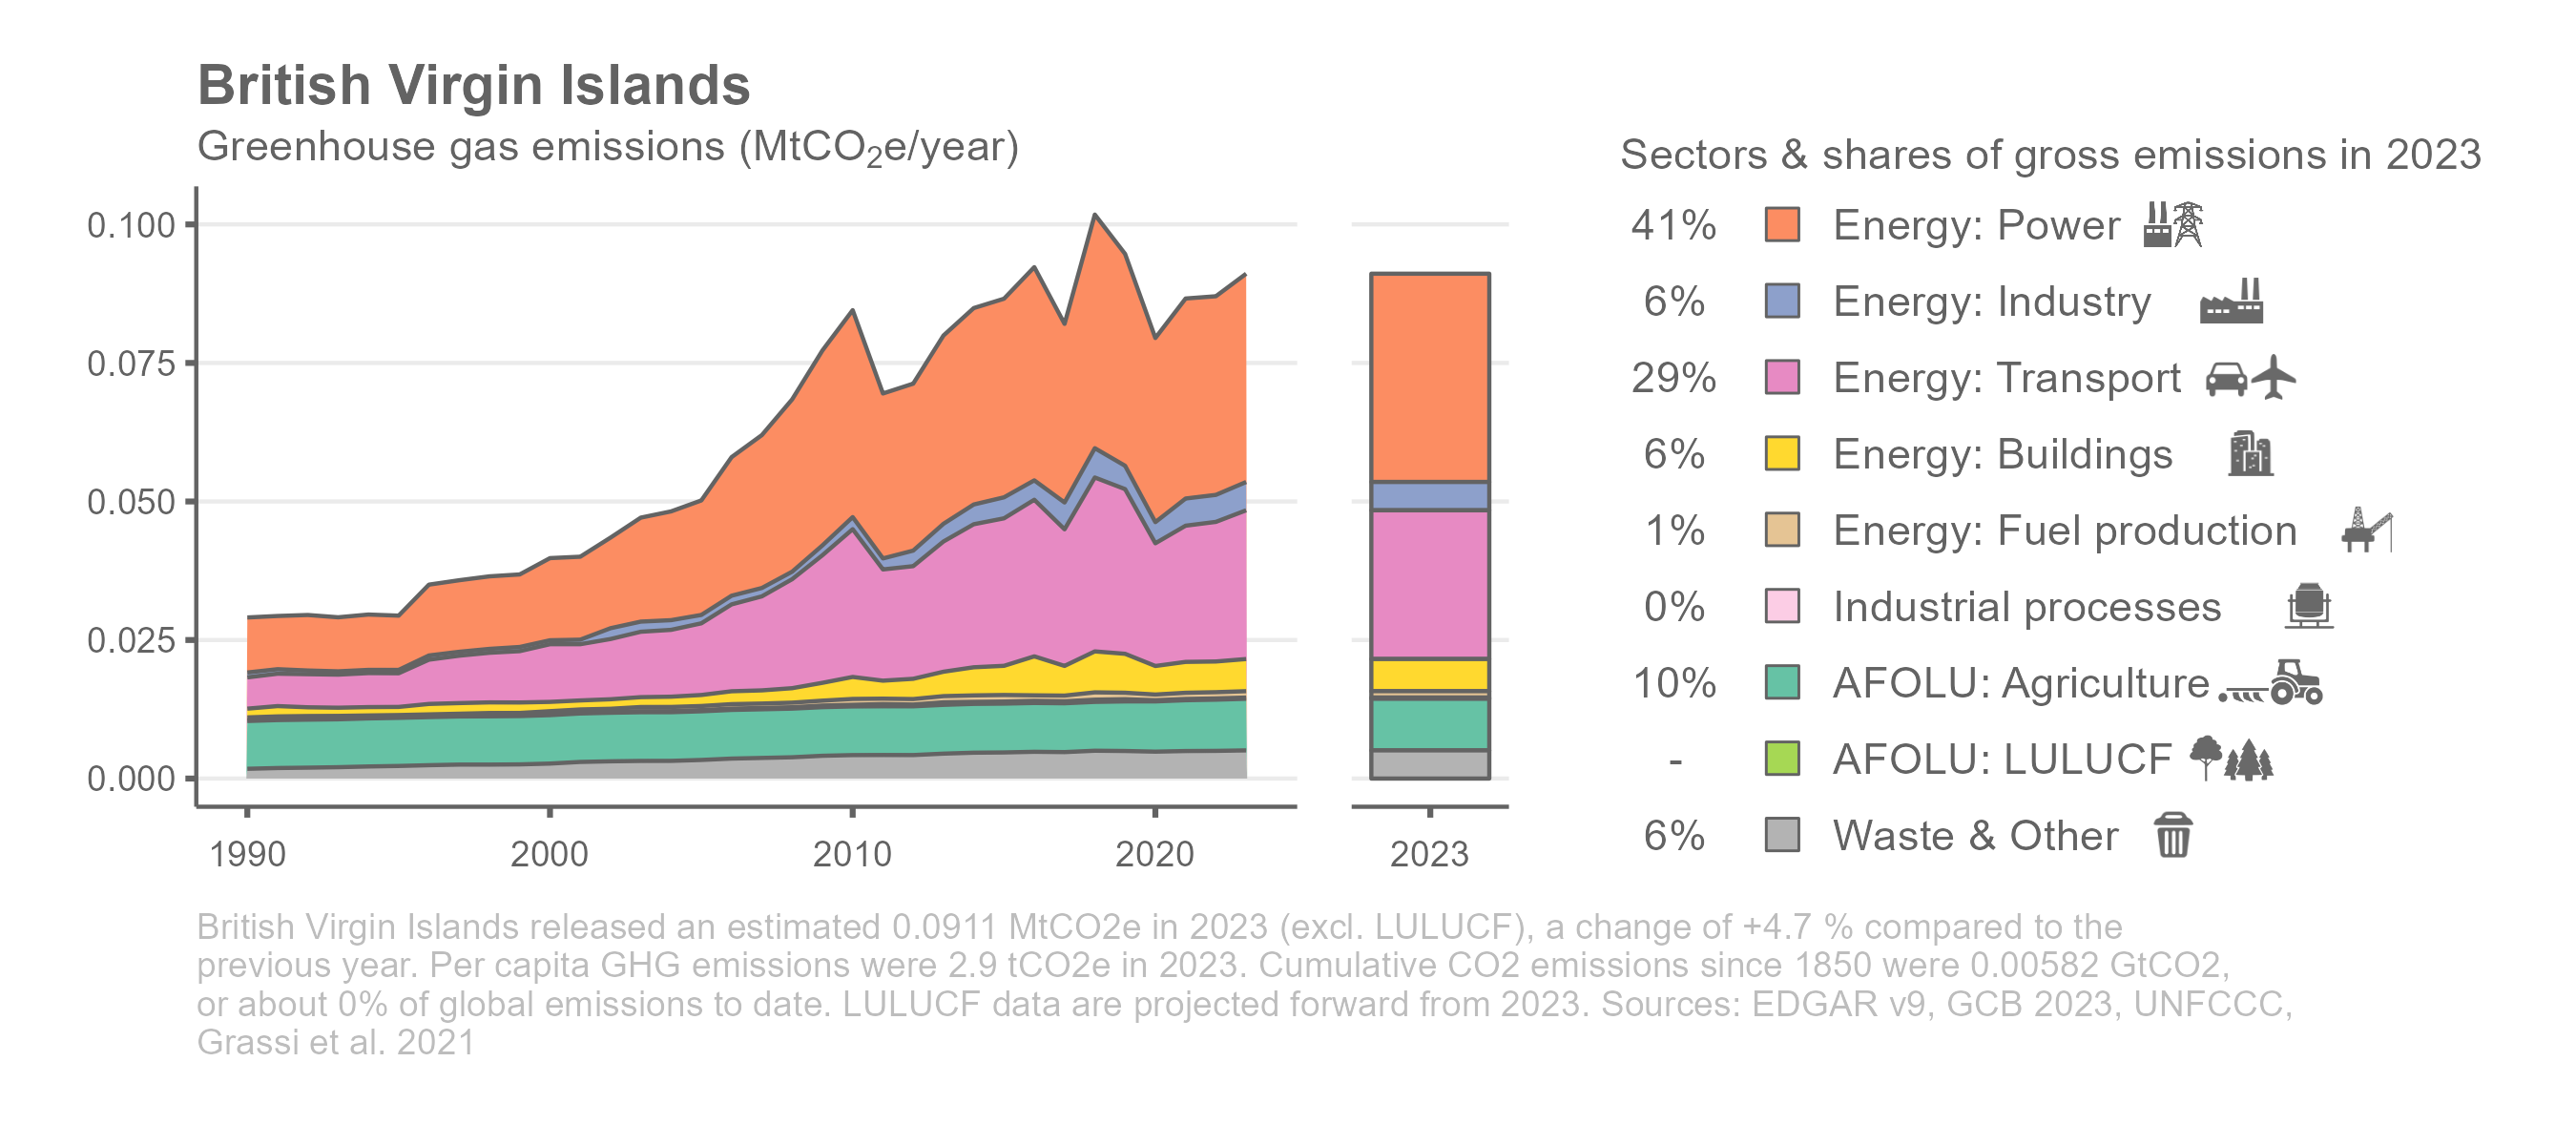 British Virgin Islands
Greenhouse gas emissions (MtCO₂e/year)
0.100
0.075
0.050
0.025
0.000
1990 2000 2010 2020 2023
Sectors & shares of gross emissions in 2023
41% Energy: Power
6% Energy: Industry
29% Energy: Transport
6% Energy: Buildings
1% Energy: Fuel production
0% Industrial processes
10% AFOLU: Agriculture
- AFOLU: LULUCF
6% Waste & Other
British Virgin Islands released an estimated 0.0911 MtCO2e in 2023 (excl. LULUCF), a change of +4.7 % compared to the
previous year. Per capita GHG emissions were 2.9 tCO2e in 2023. Cumulative CO2 emissions since 1850 were 0.00582 GtCO2,
or about 0% of global emissions to date. LULUCF data are projected forward from 2023. Sources: EDGAR v9, GCB 2023, UNFCCC,
Grassi et al. 2021